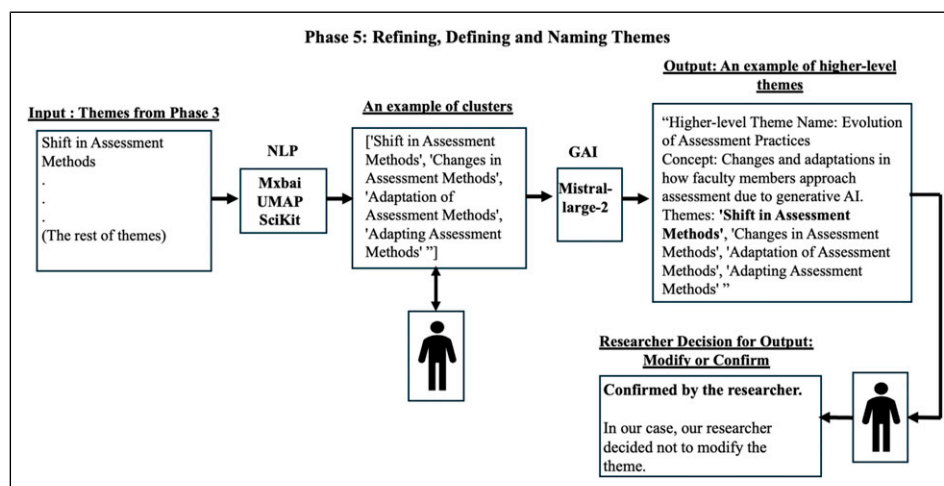 Phase 5: Refining, Defining and Naming Themes
Input : Themes from Phase 3
Shift in Assessment
Methods
.
.
.
(The rest of themes)
NLP
Mxbai
UMAP
SciKit
An example of clusters
['Shift in Assessment
Methods', 'Changes in
Assessment Methods',
'Adaptation of
Assessment Methods',
'Adapting Assessment
Methods' ”]
GAI
Mistral-
large-2
Output: An example of higher-level
themes
“Higher-level Theme Name: Evolution
of Assessment Practices
Concept: Changes and adaptations in
how faculty members approach
assessment due to generative AI.
Themes: 'Shift in Assessment
Methods', 'Changes in Assessment
Methods', 'Adaptation of Assessment
Methods', 'Adapting Assessment
Methods' ”
Researcher Decision for Output:
Modify or Confirm
Confirmed by the researcher.
In our case, our researcher
decided not to modify the
theme.